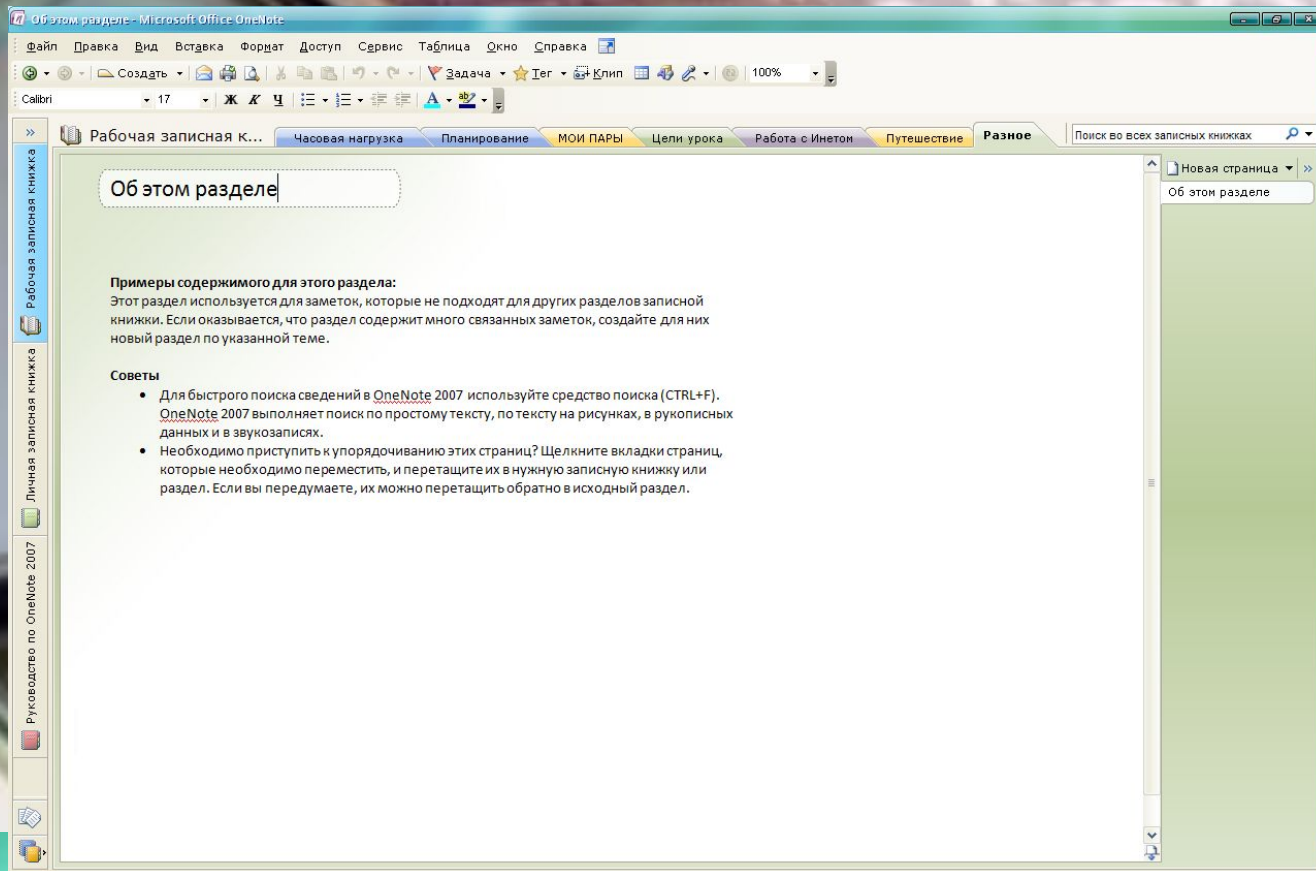 Об этом разделе - Microsoft Office OneNote
Файл Правка Вид Вставка Формат Доступ Сервис Таблица Окно Справка
Создать Задача Тег Клип 100%
Calibri 17 Ж К Ч А ab
Рабочая записная к... Часовая нагрузка Планирование МОИ ПАРЫ Цели урока Работа с Инетом Путешествие Разное Поиск во всех записных книжках
Новая страница
Об этом разделе
Рабочая записная книжка
Личная записная книжка
Руководство по OneNote 2007
Об этом разделе
Примеры содержимого для этого раздела:
Этот раздел используется для заметок, которые не подходят для других разделов записной
книжки. Если оказывается, что раздел содержит много связанных заметок, создайте для них
новый раздел по указанной теме.
Советы
• Для быстрого поиска сведений в OneNote 2007 используйте средство поиска (CTRL+F).
OneNote 2007 выполняет поиск по простому тексту, по тексту на рисунках, в рукописных
данных и в звукозаписях.
• Необходимо приступить к упорядочиванию этих страниц? Щелкните вкладки страниц,
которые необходимо переместить, и перетащите их в нужную записную книжку или
раздел. Если вы передумаете, их можно перетащить обратно в исходный раздел.